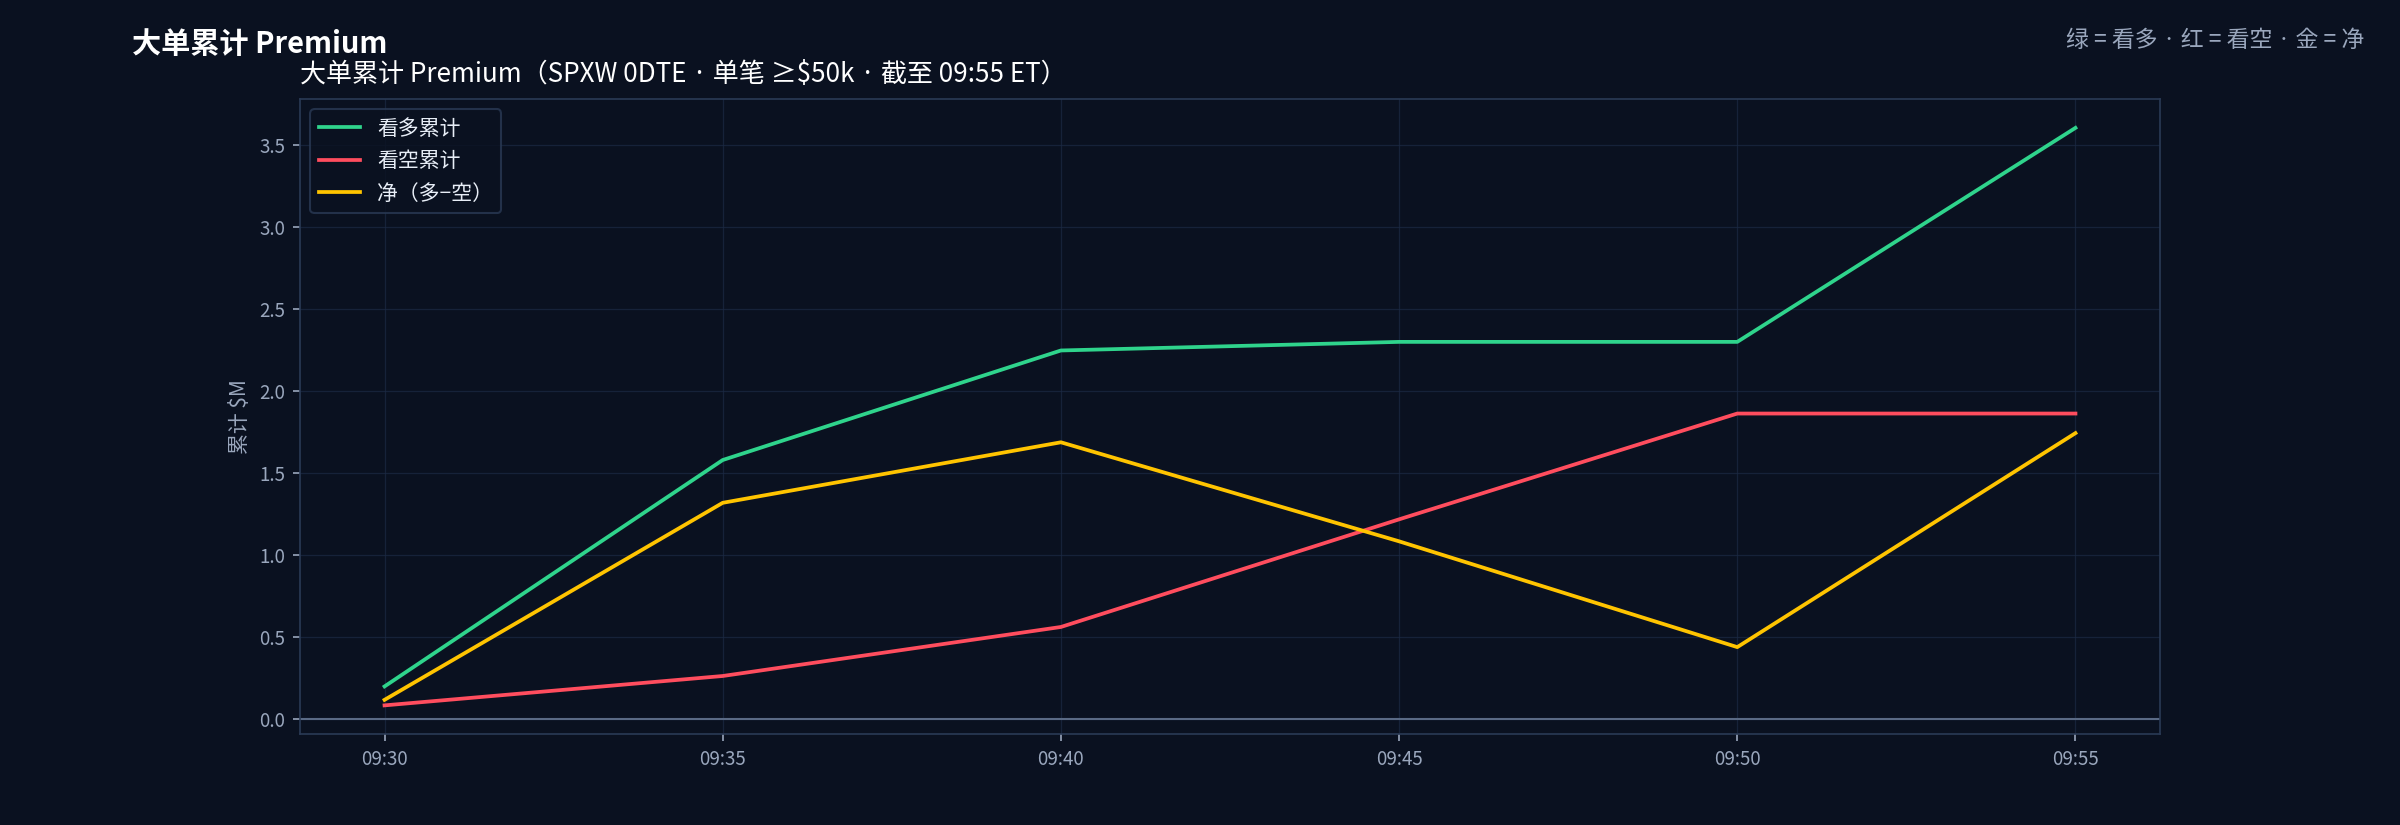 大单累计 Premium
绿 = 看多 · 红 = 看空 · 金 = 净
大单累计 Premium（SPXW 0DTE · 单笔 ≥$50k · 截至 09:55 ET）
看多累计
看空累计
净（多−空）
累计 $M
3.5
3.0
2.5
2.0
1.5
1.0
0.5
0.0
09:30 09:35 09:40 09:45 09:50 09:55